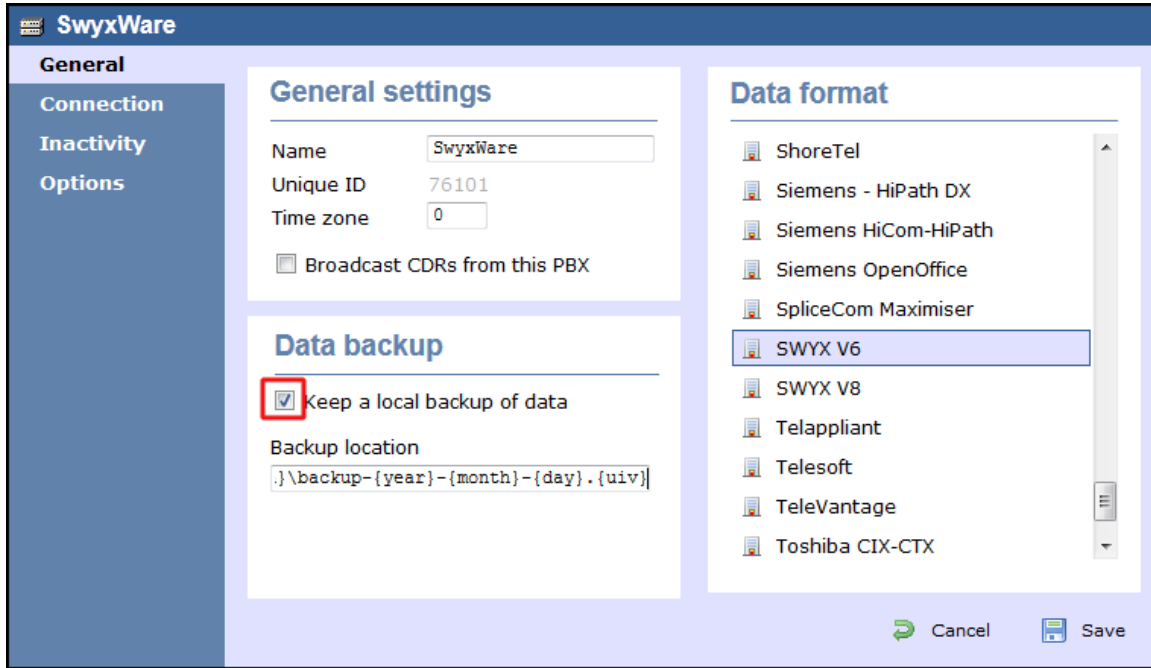 SwyxWare
General
Connection
Inactivity
Options
General settings
Name SwyxWare
Unique ID 76101
Time zone 0
Broadcast CDRs from this PBX
Data backup
Keep a local backup of data
Backup location
.}\backup-{year}-{month}-{day}.{uiv}
Data format
ShoreTel
Siemens - HiPath DX
Siemens HiCom-HiPath
Siemens OpenOffice
SpliceCom Maximiser
SWYX V6
SWYX V8
Telappliant
Telesoft
TeleVantage
Toshiba CIX-CTX
Cancel Save